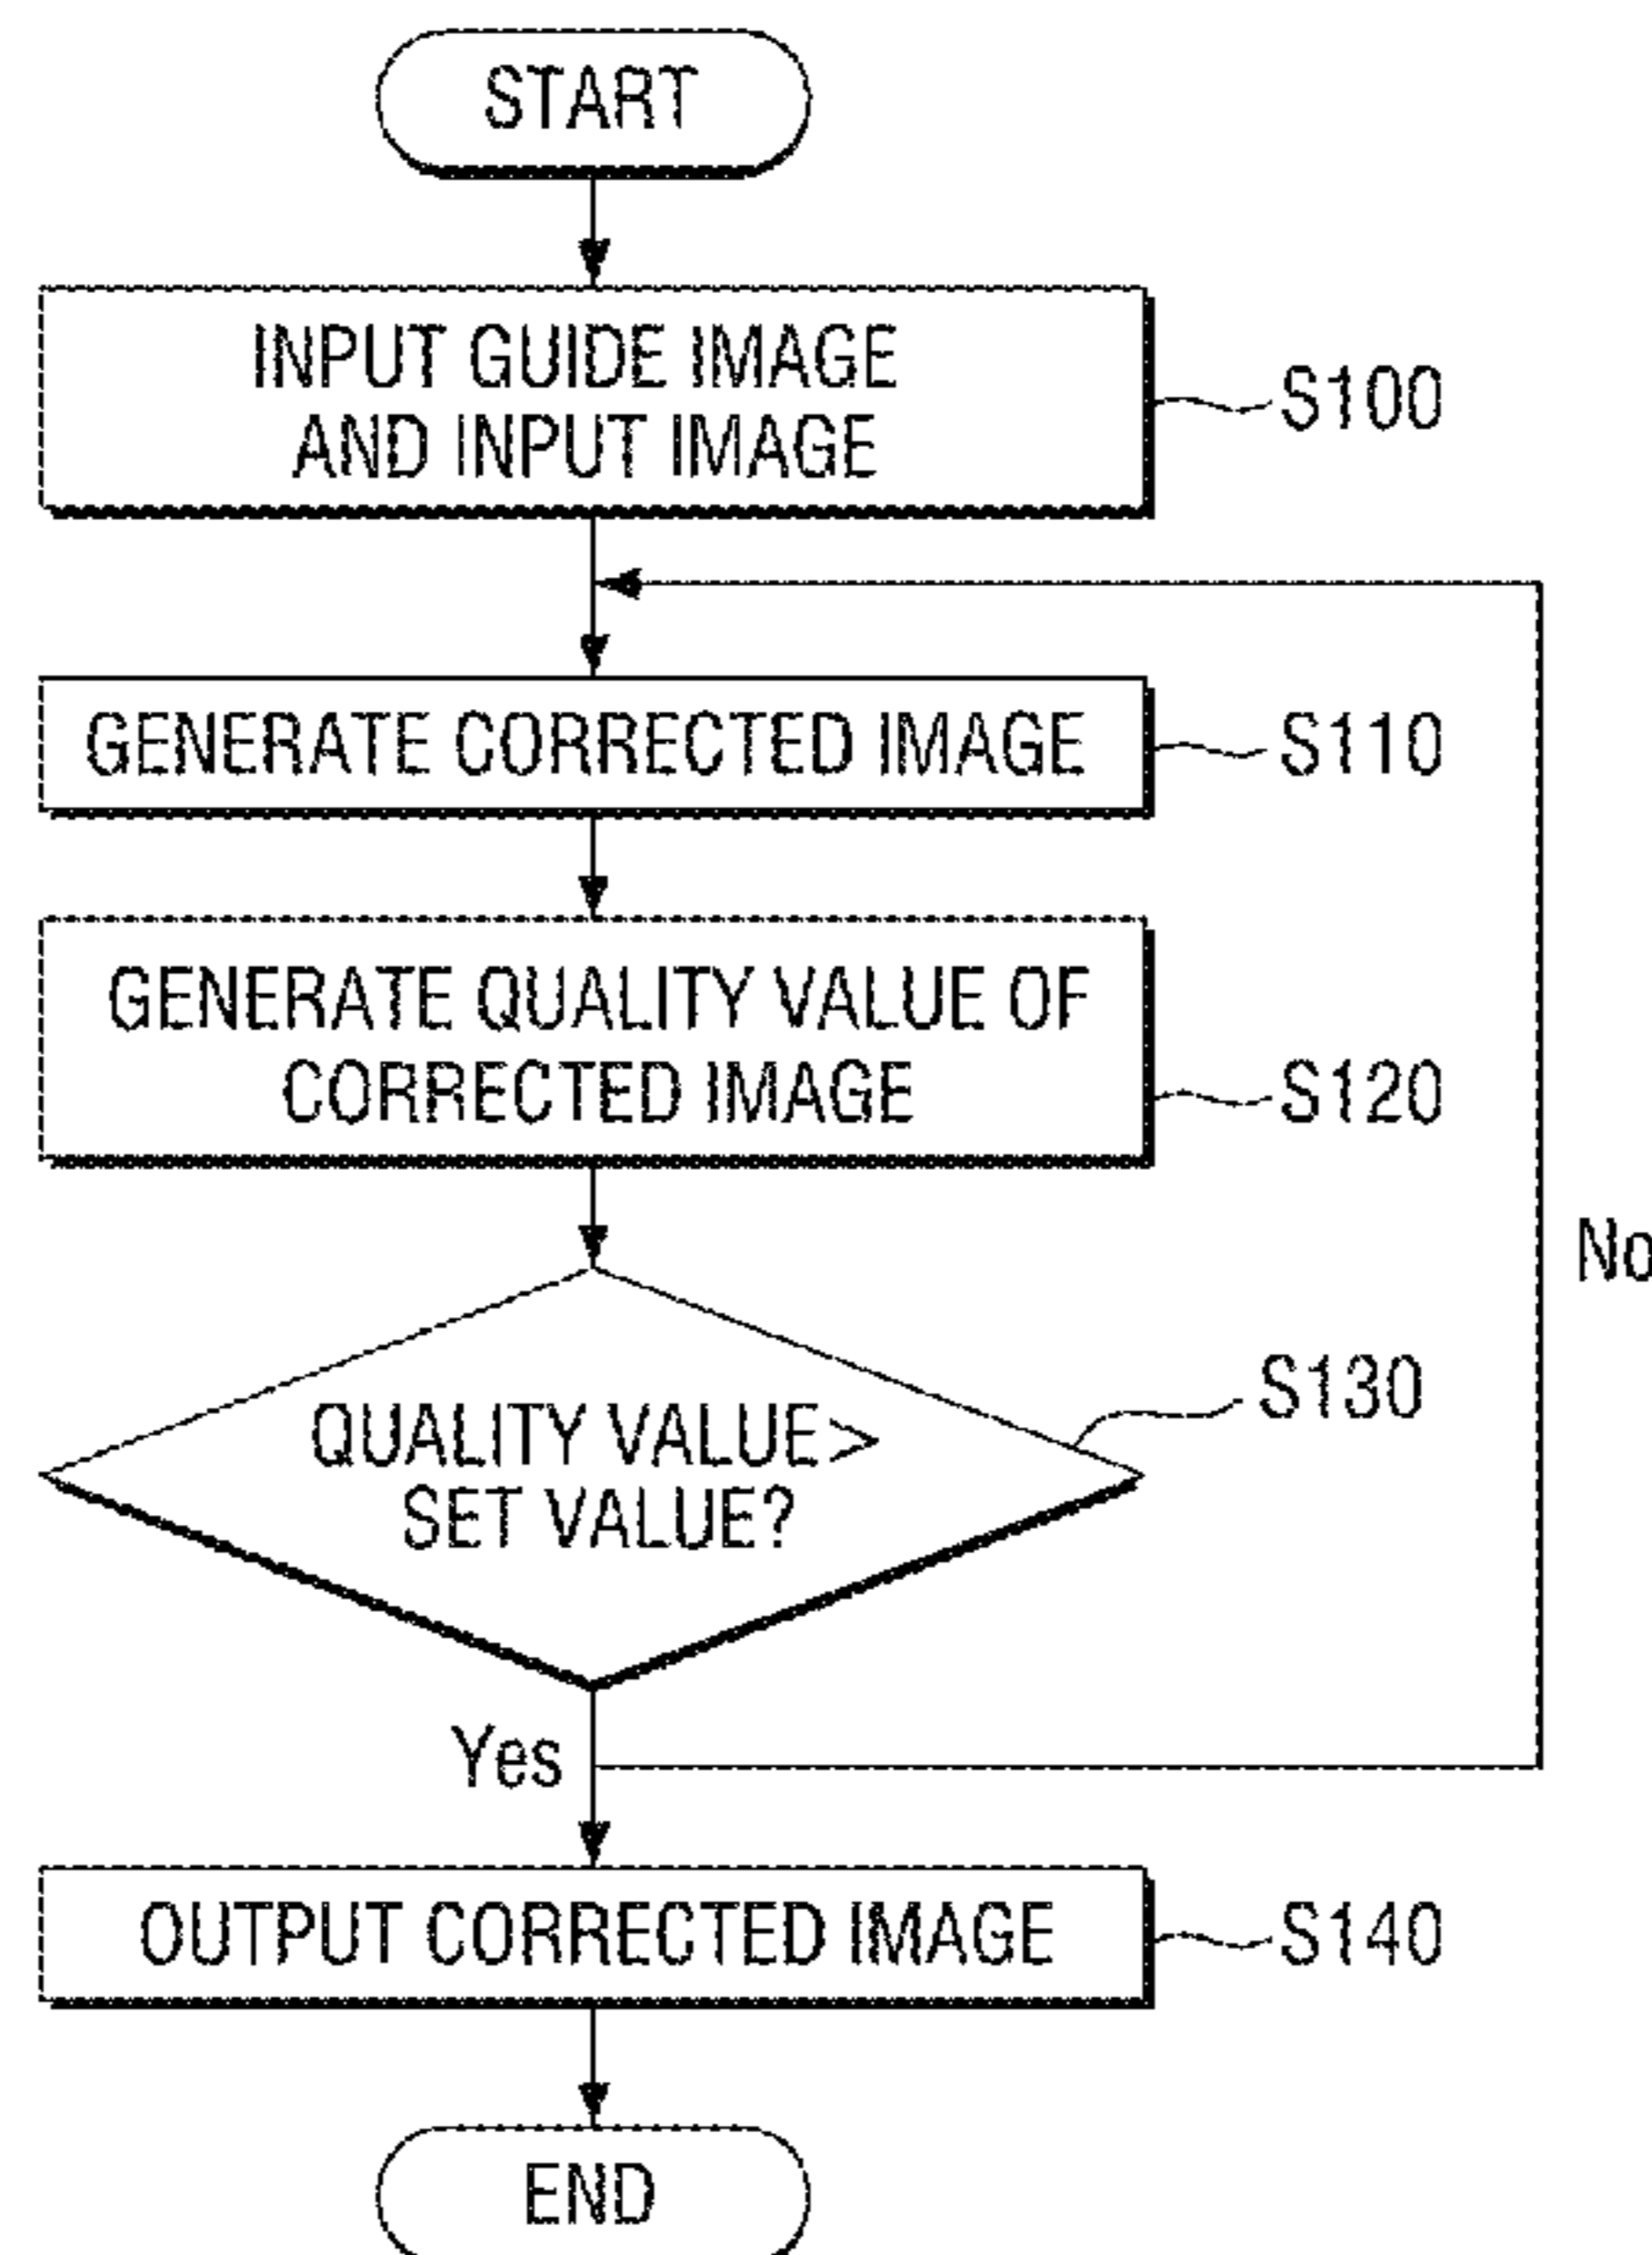 START
INPUT GUIDE IMAGE
AND INPUT IMAGE
S100
GENERATE CORRECTED IMAGE
S110
GENERATE QUALITY VALUE OF
CORRECTED IMAGE
S120
No
QUALITY VALUE>
SET VALUE?
S130
Yes
OUTPUT CORRECTED IMAGE
S140
END